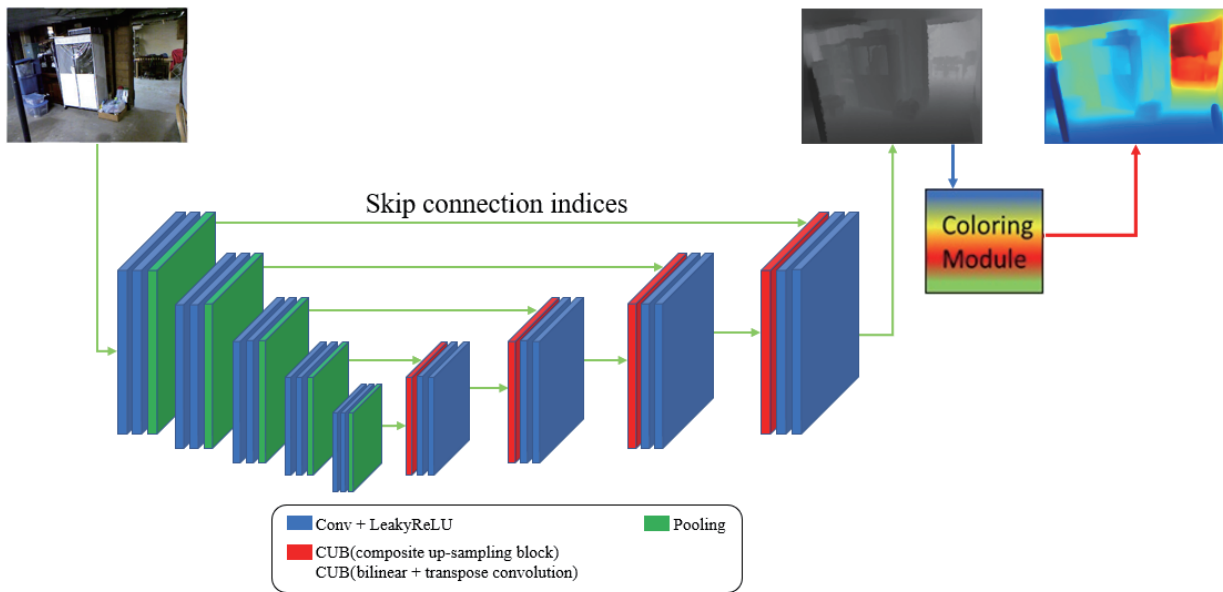 Skip connection indices
Coloring
Module
Conv + LeakyReLU
Pooling
CUB(composite up-sampling block)
CUB(bilinear + transpose convolution)